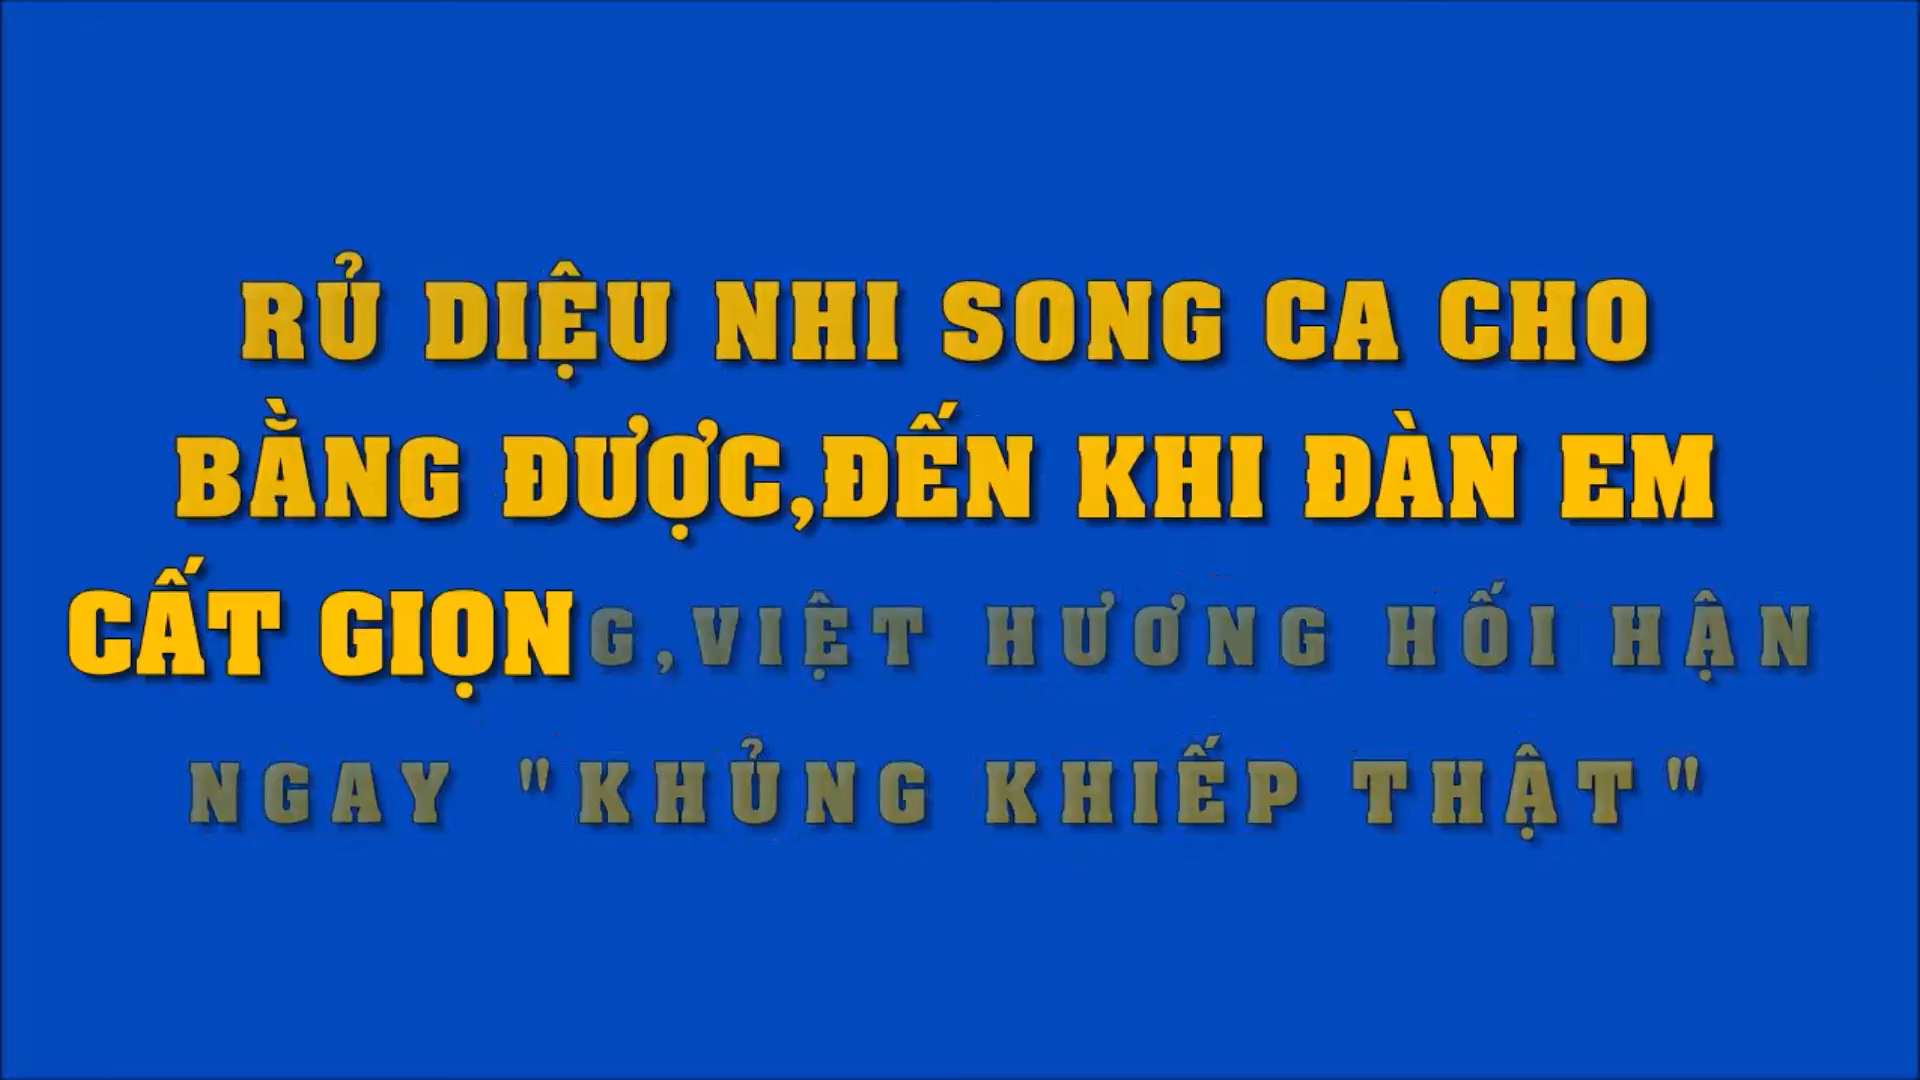 RỦ DIỆU NHI SONG CA CHO
BẰNG ĐƯỢC,ĐẾN KHI ĐÀN EM
CẤT GIỌNG,VIỆT HƯƠNG HỐI HẬN
NGAY "KHỦNG KHIẾP THẬT"